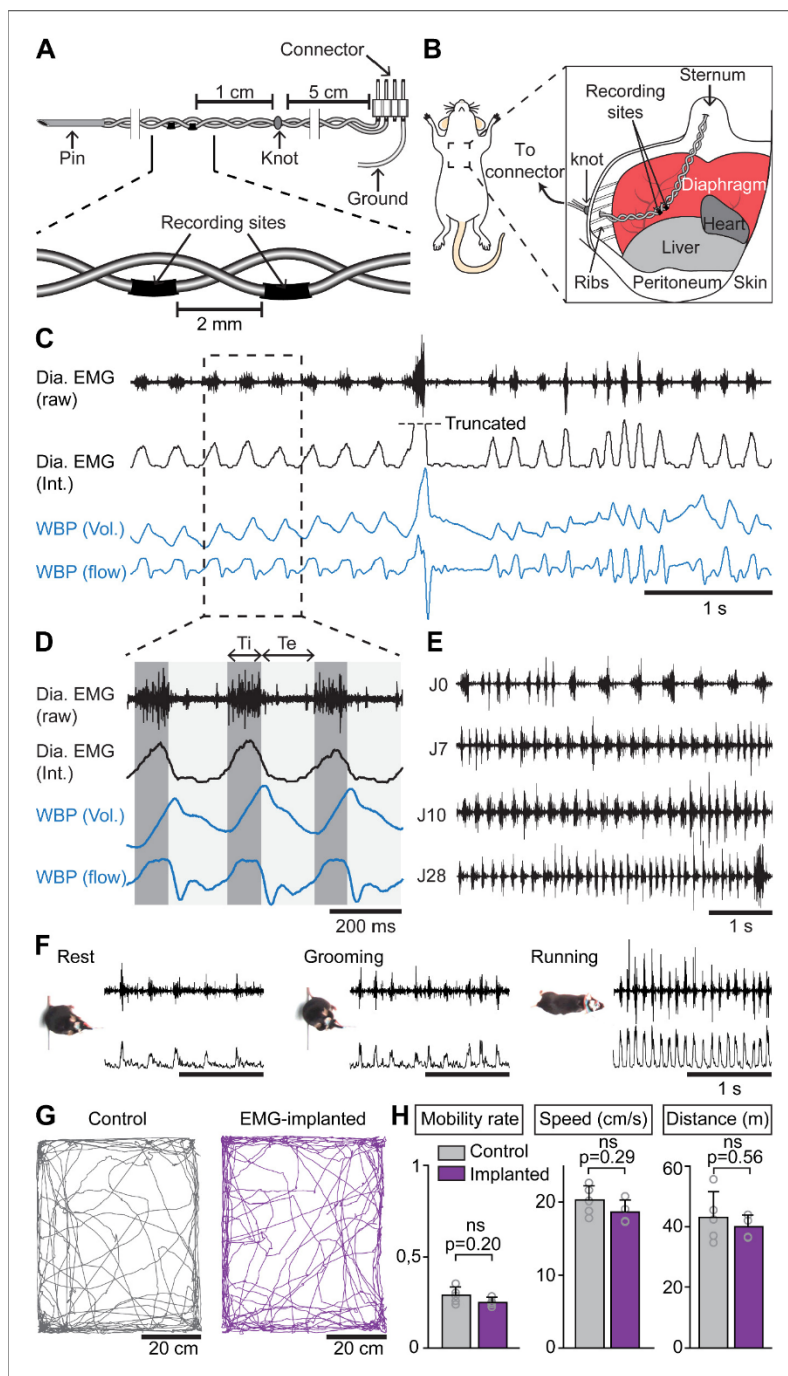 A
Connector
1 cm
5 cm
Pin
Knot
Ground
Recording sites
2 mm
B
Sternum
Recording
sites
To
connector
knot
Diaphragm
Heart
Liver
Ribs
Peritoneum
Skin
C
Dia. EMG
(raw)
Truncated
Dia. EMG
(Int.)
WBP (Vol.)
WBP (flow)
1 s
D
Ti
Te
Dia. EMG
(raw)
Dia. EMG
(Int.)
WBP (Vol.)
WBP (flow)
200 ms
E
J0
J7
J10
J28
1 s
F
Rest
Grooming
Running
1 s
G
Control
EMG-implanted
20 cm
20 cm
H
Mobility rate
Speed (cm/s)
Distance (m)
Control
Implanted
1
0,5
0
ns
p=0.20
20
10
0
ns
p=0.29
60
40
20
0
ns
p=0.56